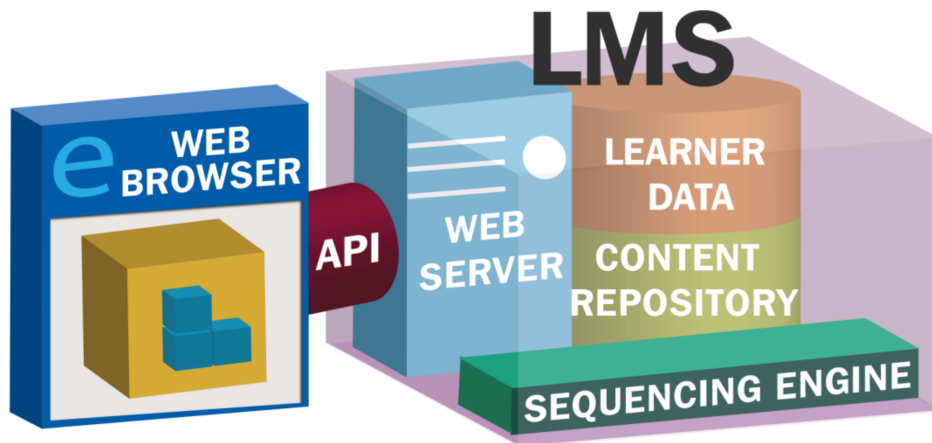 LMS
e
WEB
BROWSER
API
WEB
SERVER
LEARNER
DATA
CONTENT
REPOSITORY
SEQUENCING ENGINE